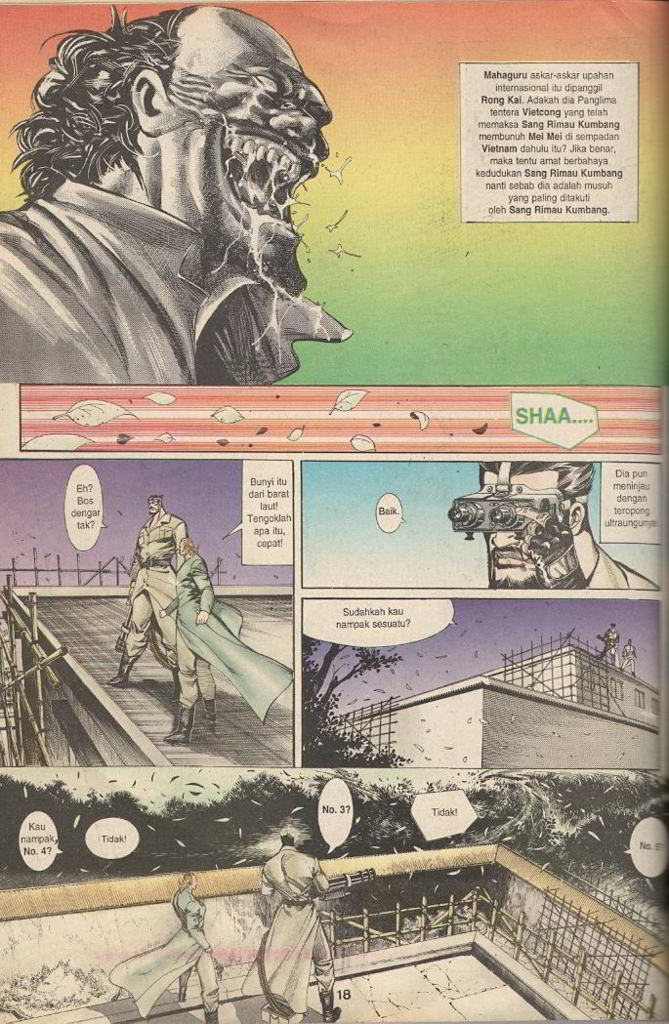 Mahaguru askar-askar upahan
internasional itu dipanggil
Rong Kai. Adakah dia Panglima
tentera Vietcong yang telah
memaksa Sang Rimau Kumbang
membunuh Mei Mei di sempadan
Vietnam dahulu itu? Jika benar,
maka tentu amat berbahaya
kedudukan Sang Rimau Kumbang
nanti sebab dia adalah musuh
yang paling ditakuti
oleh Sang Rimau Kumbang.
SHAA....
Eh?
Bos
dengar
tak?
Bunyi itu
dari barat
laut!
Tengoklah
apa itu,
cepat!
Baik.
Dia pun
meninjau
dengan
teropong
ultraungunya.
Sudahkah kau
nampak sesuatu?
Kau
nampak,
No. 4?
Tidak!
No. 3?
Tidak!
No.
18